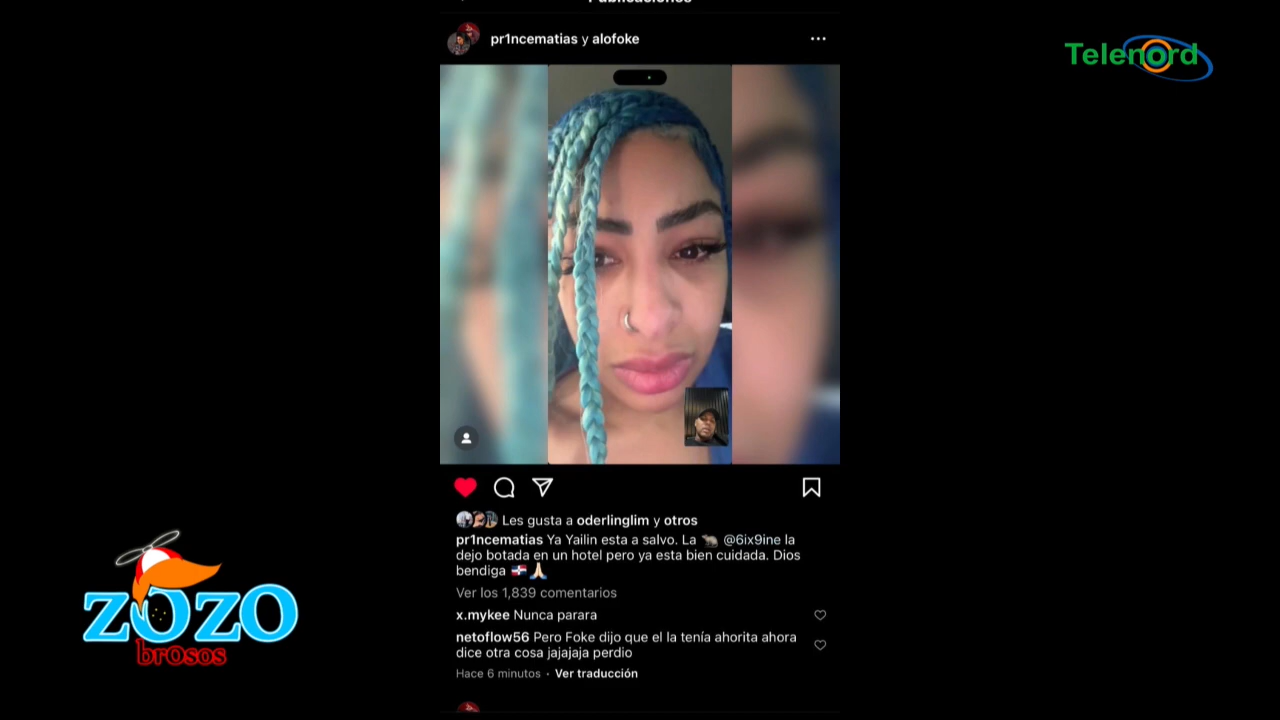 Publicaciones
pr1ncematias y alofoke
Telenord
Les gusta a oderlinglim y otros
pr1ncematias Ya Yailin esta a salvo. La 🐀 @6ix9ine la
dejo botada en un hotel pero ya esta bien cuidada. Dios
bendiga 🇩🇴🙏🏻
Ver los 1,839 comentarios
x.mykee Nunca parara
netoflow56 Pero Foke dijo que el la tenía ahorita ahora
dice otra cosa jajajaja perdio
Hace 6 minutos · Ver traducción
zozo
brosos